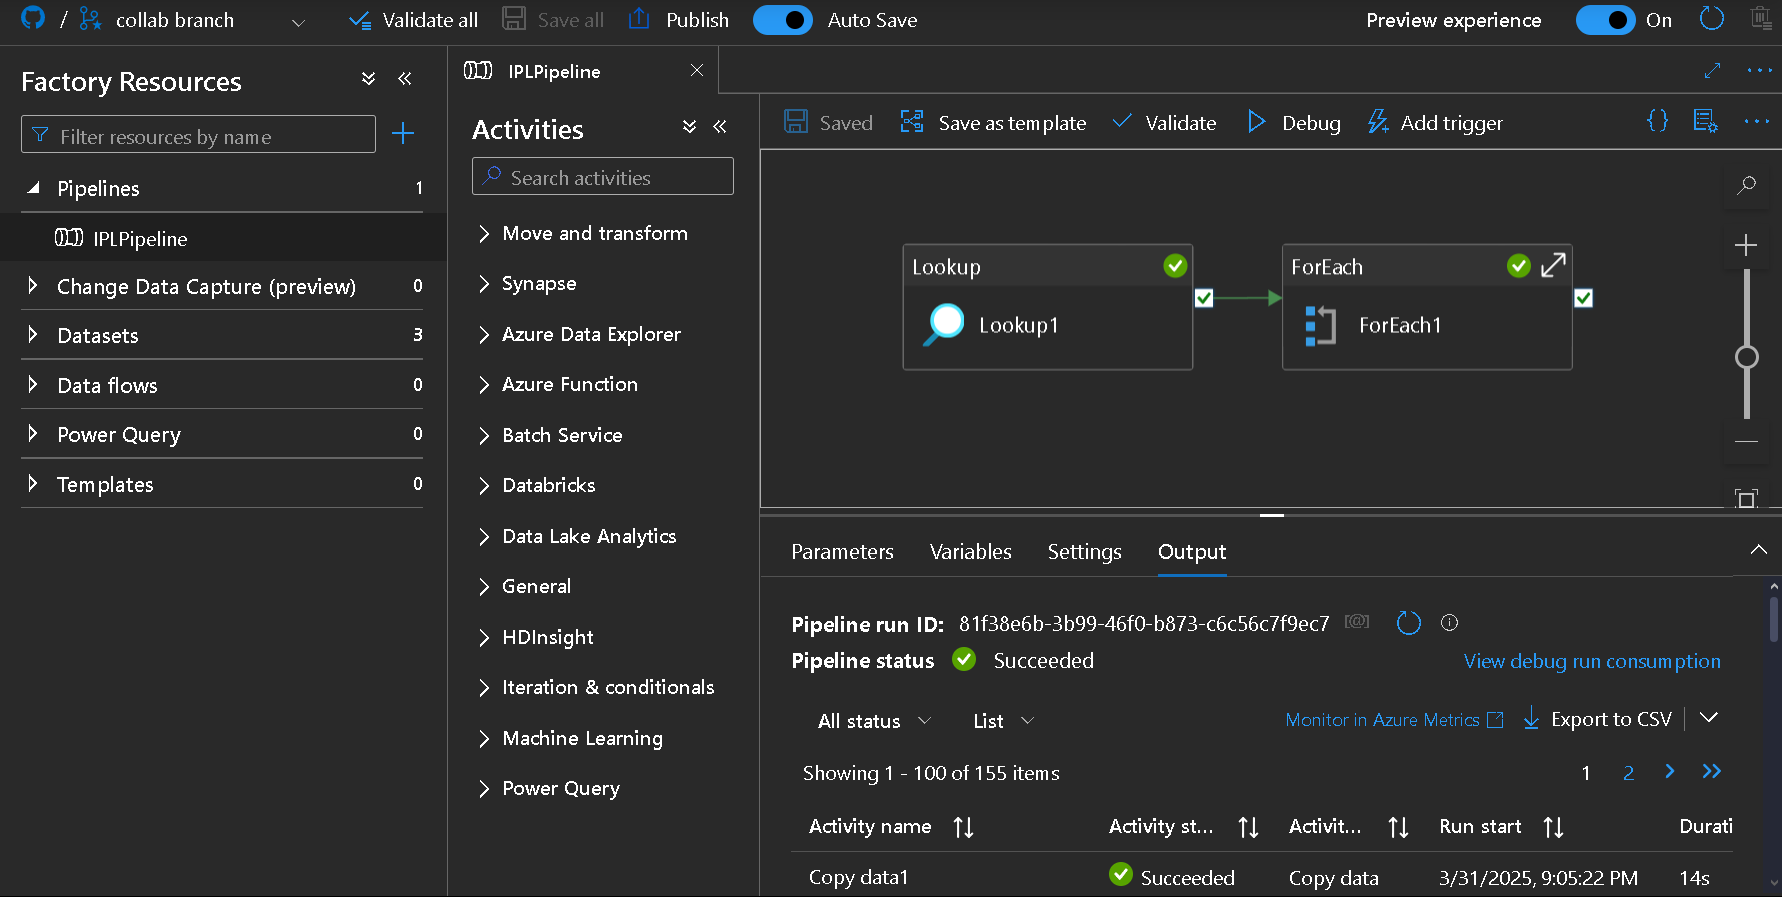 / collab branch Validate all Save all Publish Auto Save Preview experience On
Factory Resources
Filter resources by name
Pipelines 1
IPLPipeline
Change Data Capture (preview) 0
Datasets 3
Data flows 0
Power Query 0
Templates 0
IPLPipeline
Activities
Search activities
Move and transform
Synapse
Azure Data Explorer
Azure Function
Batch Service
Databricks
Data Lake Analytics
General
HDInsight
Iteration & conditionals
Machine Learning
Power Query
Saved Save as template Validate Debug Add trigger {}
Lookup
Lookup1
ForEach
ForEach1
Parameters Variables Settings Output
Pipeline run ID: 81f38e6b-3b99-46f0-b873-c6c56c7f9ec7 [@]
Pipeline status Succeeded View debug run consumption
All status List Monitor in Azure Metrics Export to CSV
Showing 1 - 100 of 155 items 1 2
Activity name Activity st... Activit... Run start Durati
Copy data1 Succeeded Copy data 3/31/2025, 9:05:22 PM 14s